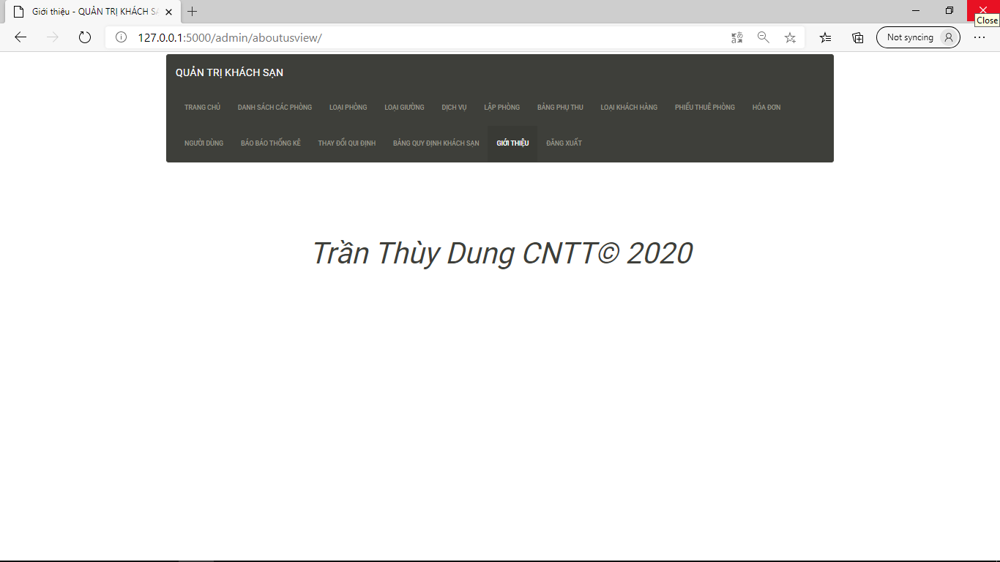 Giới thiệu - QUẢN TRỊ KHÁCH SẠ
Close
127.0.0.1:5000/admin/aboutusview/
Not syncing
QUẢN TRỊ KHÁCH SẠN
TRANG CHỦ DANH SÁCH CÁC PHÒNG LOẠI PHÒNG LOẠI GIƯỜNG DỊCH VỤ LẬP PHÒNG BẢNG PHỤ THU LOẠI KHÁCH HÀNG PHIẾU THUÊ PHÒNG HÓA ĐƠN
NGƯỜI DÙNG BÁO BÁO THỐNG KÊ THAY ĐỔI QUI ĐỊNH BẢNG QUY ĐỊNH KHÁCH SẠN GIỚI THIỆU ĐĂNG XUẤT
Trần Thùy Dung CNTT© 2020